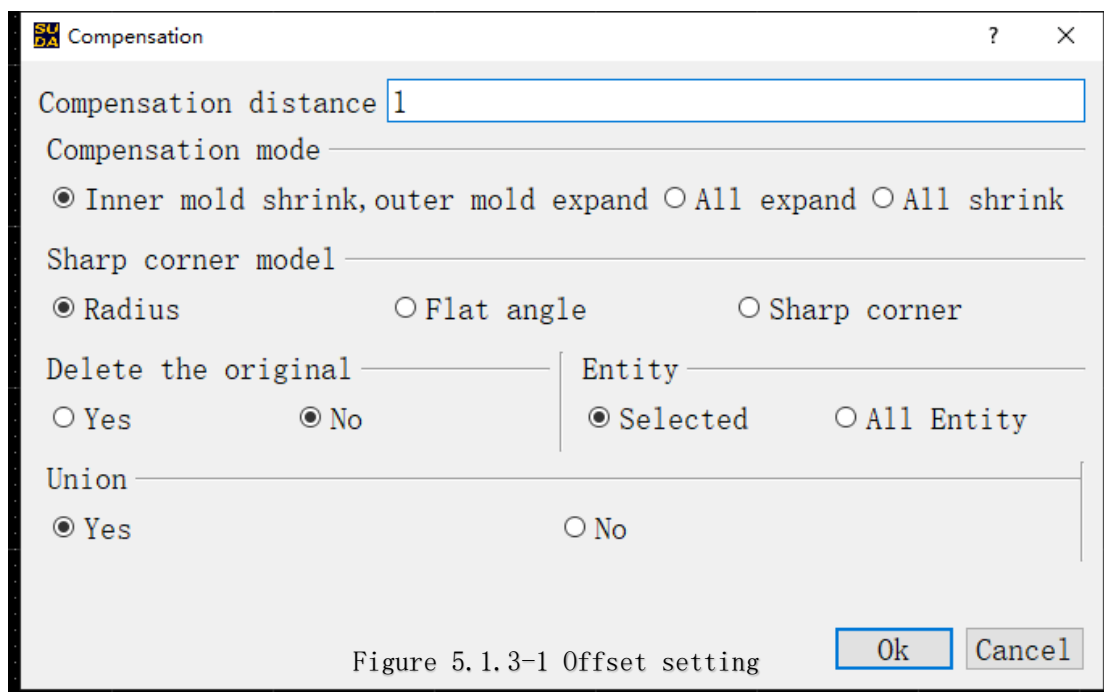 SU
DA Compensation ?
Compensation distance 1
Compensation mode
Inner mold shrink,outer mold expand All expand All shrink
Sharp corner model
Radius Flat angle Sharp corner
Delete the original Entity
Yes No Selected All Entity
Union
Yes No
Figure 5.1.3-1 Offset setting Ok Cancel